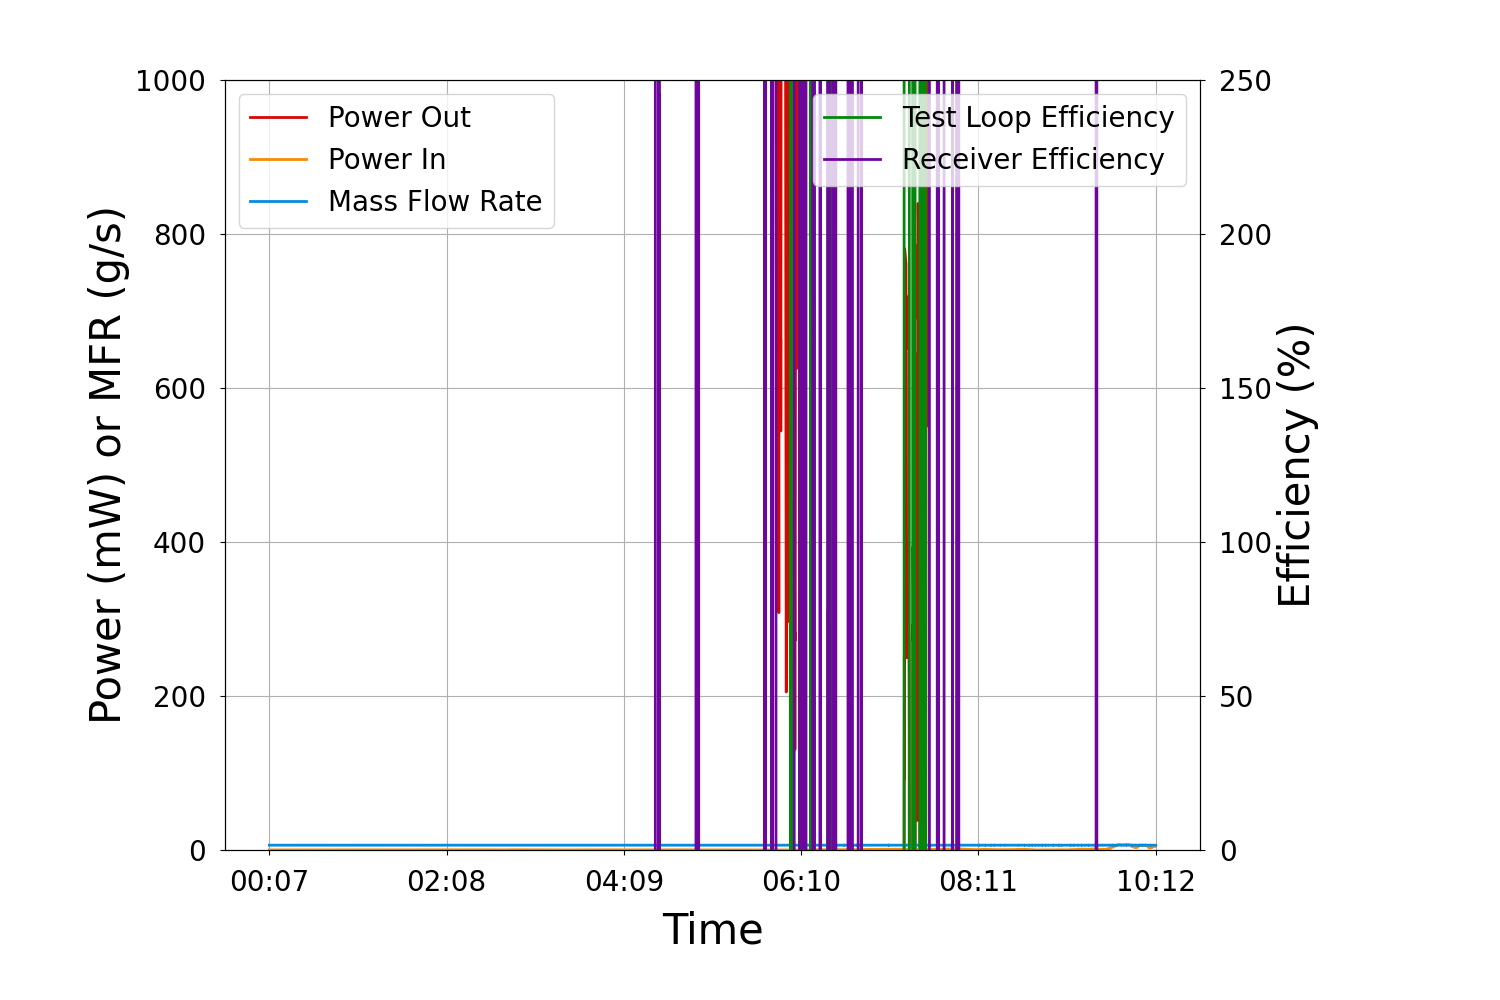 1000
800
600
400
200
0
Power (mW) or MFR (g/s)
Power Out
Power In
Mass Flow Rate
Test Loop Efficiency
Receiver Efficiency
250
200
150
100
50
0
Efficiency (%)
00:07 02:08 04:09 06:10 08:11 10:12
Time